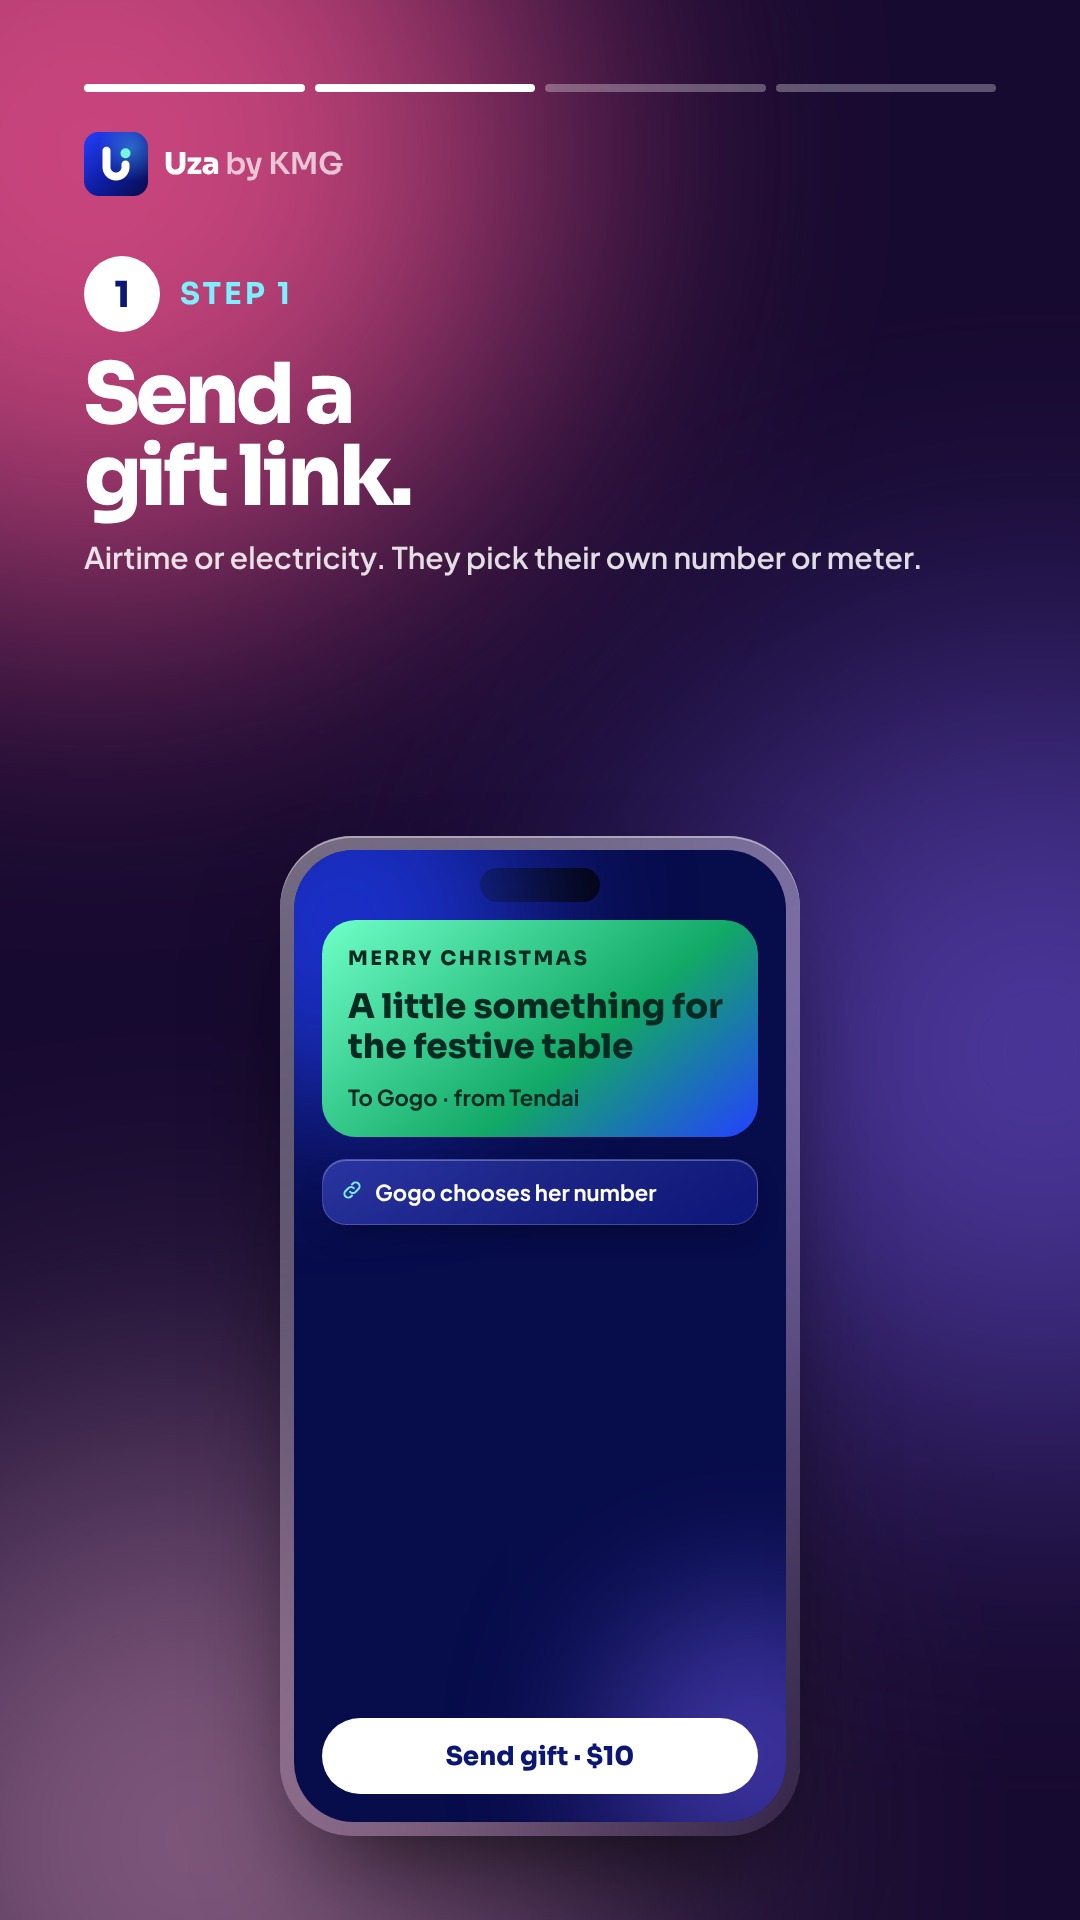 Uza by KMG
1 STEP 1
Send a
gift link.
Airtime or electricity. They pick their own number or meter.
MERRY CHRISTMAS
A little something for
the festive table
To Gogo · from Tendai
Gogo chooses her number
Send gift · $10